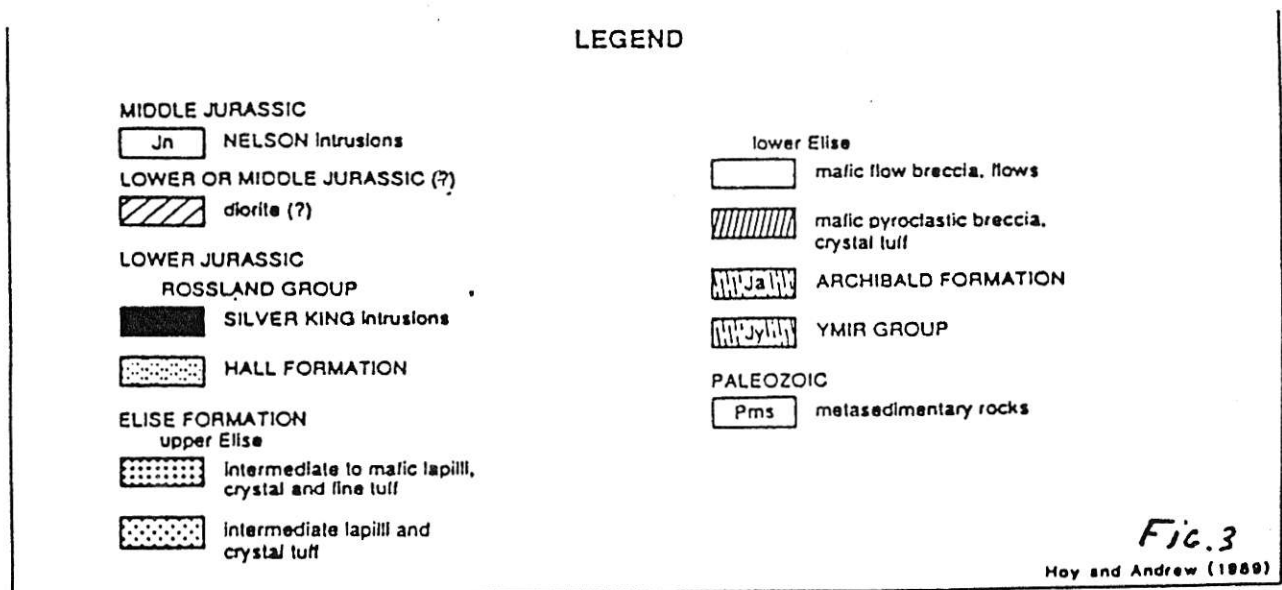 LEGEND
MIDDLE JURASSIC
Jn NELSON intrusions
LOWER OR MIDDLE JURASSIC (?)
diorite (?)
LOWER JURASSIC
ROSSLAND GROUP
SILVER KING intrusions
HALL FORMATION
ELISE FORMATION
upper Elise
intermediate to mafic lapilli,
crystal and fine tuff
intermediate lapilli and
crystal tuff
lower Elise
mafic flow breccia, flows
mafic pyroclastic breccia,
crystal tuff
Ja ARCHIBALD FORMATION
Jy YMIR GROUP
PALEOZOIC
Pms metasedimentary rocks
Fig. 3
Hoy and Andrew (1989)